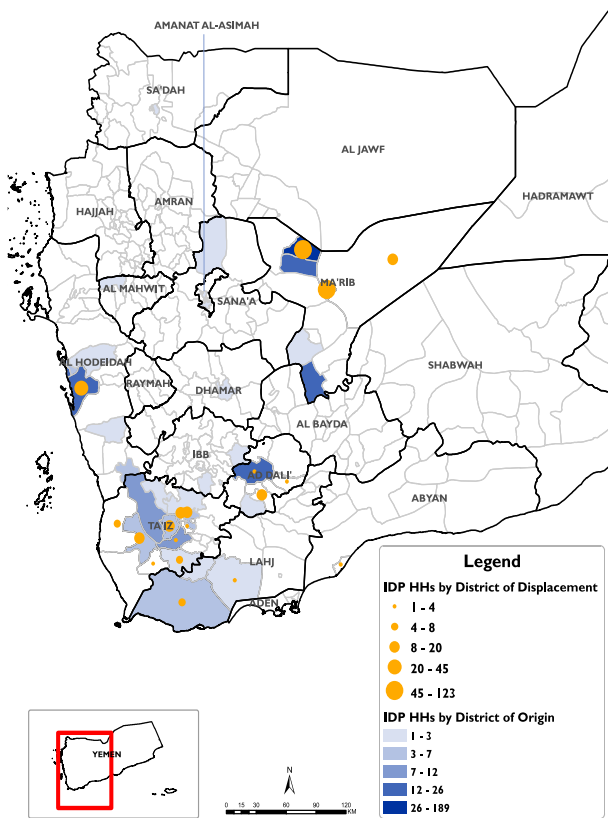 AMANAT AL-ASIMAH
SA'DAH
AL JAWF
HADRAMAWT
HAJJAH
AMRAN
MA'RIB
AL MAHWIT
SANA'A
AL HODEIDAH
RAYMAH
DHAMAR
SHABWAH
AL BAYDA
IBB
AD DALI'
ABYAN
TA'IZ
LAHJ
ADEN
Legend
IDP HHs by District of Displacement
1 - 4
4 - 8
8 - 20
20 - 45
45 - 123
IDP HHs by District of Origin
1 - 3
3 - 7
7 - 12
12 - 26
26 - 189
YEMEN
N
0 15 30 60 90 120
KM